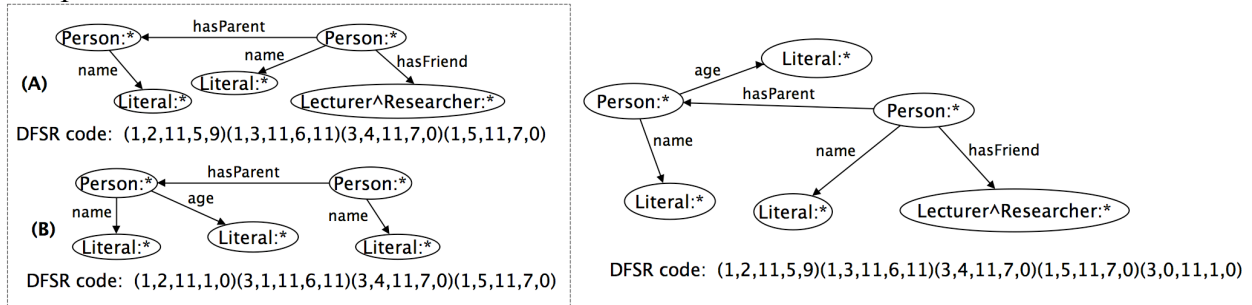 hasParent
Person:* Person:*
name name hasFriend
(A) Literal:* Literal:* Lecturer^Researcher:*
DFSR code: (1,2,11,5,9)(1,3,11,6,11)(3,4,11,7,0)(1,5,11,7,0)
hasParent
Person:* Person:*
name age name
(B) Literal:* Literal:* Literal:*
DFSR code: (1,2,11,1,0)(3,1,11,6,11)(3,4,11,7,0)(1,5,11,7,0)
Literal:*
age
Person:* hasParent Person:*
name name hasFriend
Literal:* Literal:* Lecturer^Researcher:*
DFSR code: (1,2,11,5,9)(1,3,11,6,11)(3,4,11,7,0)(1,5,11,7,0)(3,0,11,1,0)